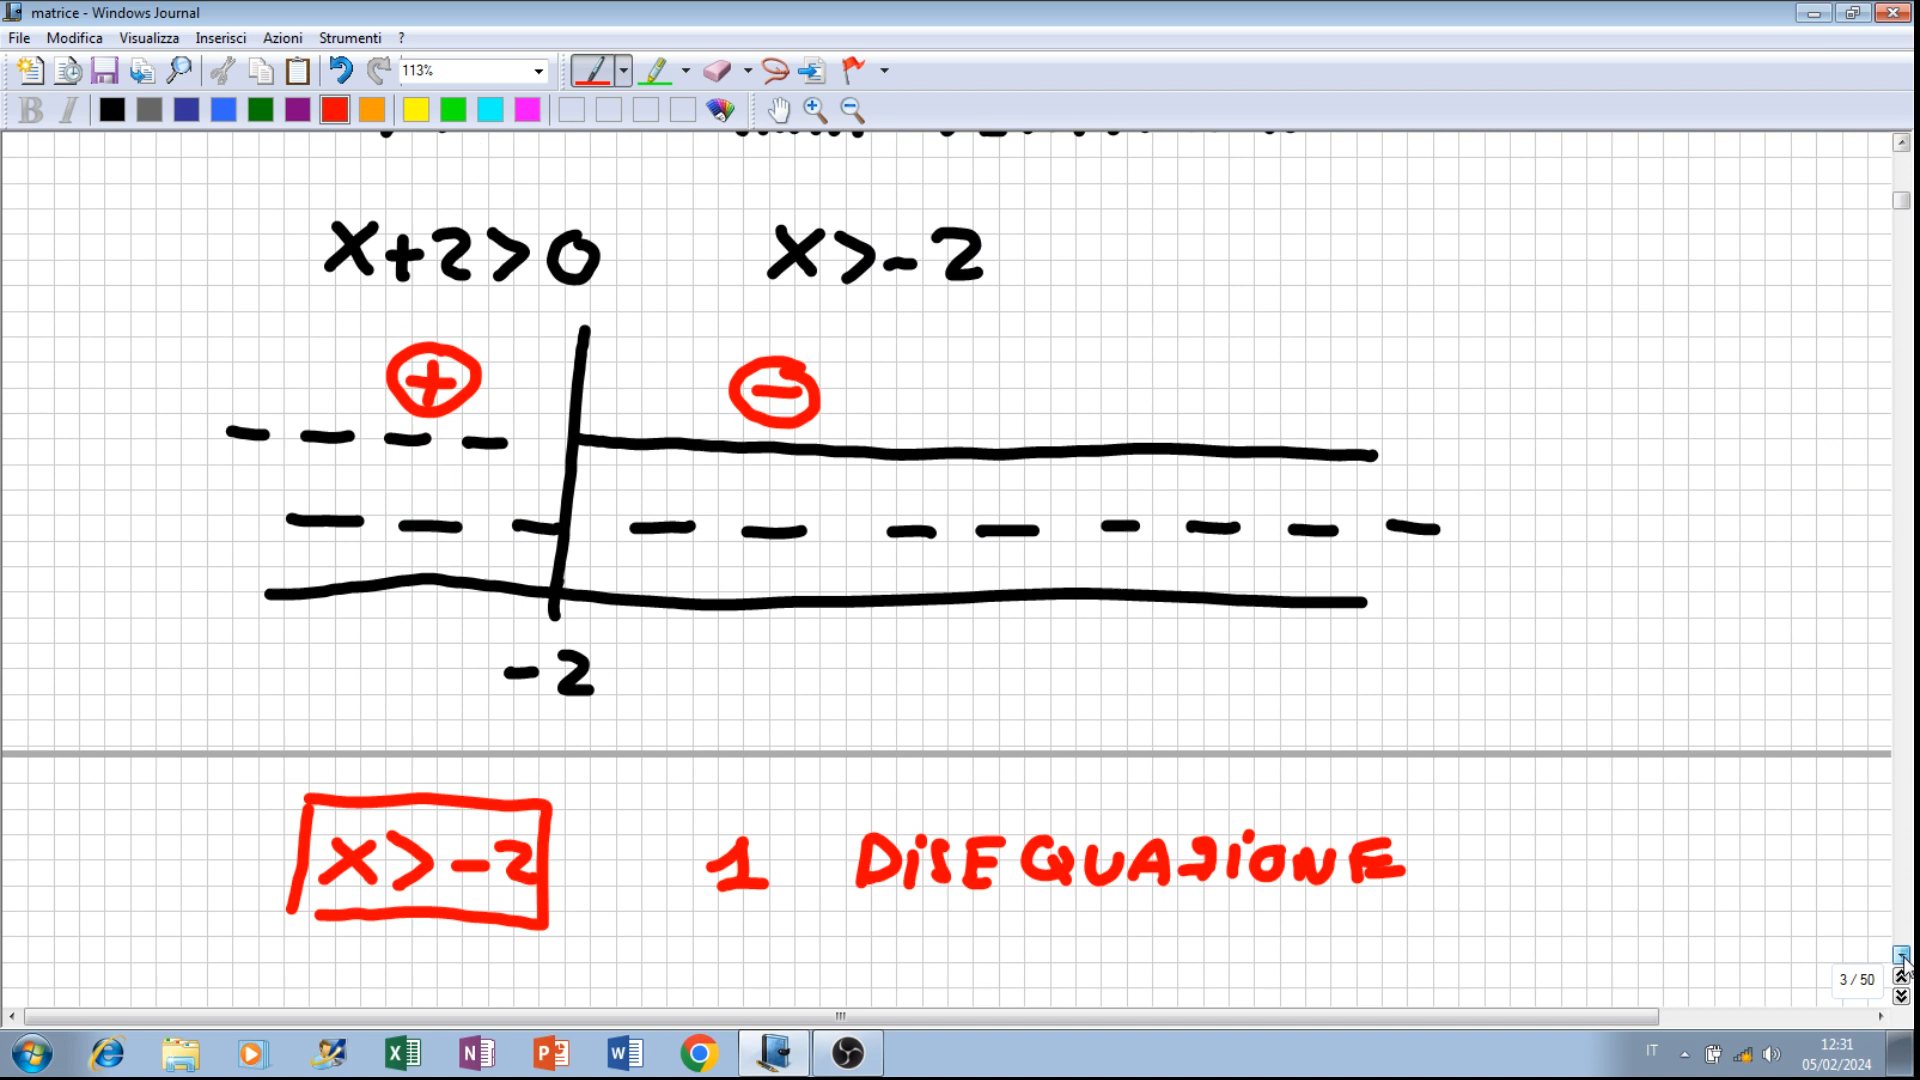 matrice - Windows Journal
File Modifica Visualizza Inserisci Azioni Strumenti ?
113%
B I
x+2>0 x>-2
+ -
-2
x>-2 1 DiSEQUAZiONE
3 / 50
IT 12:31
05/02/2024